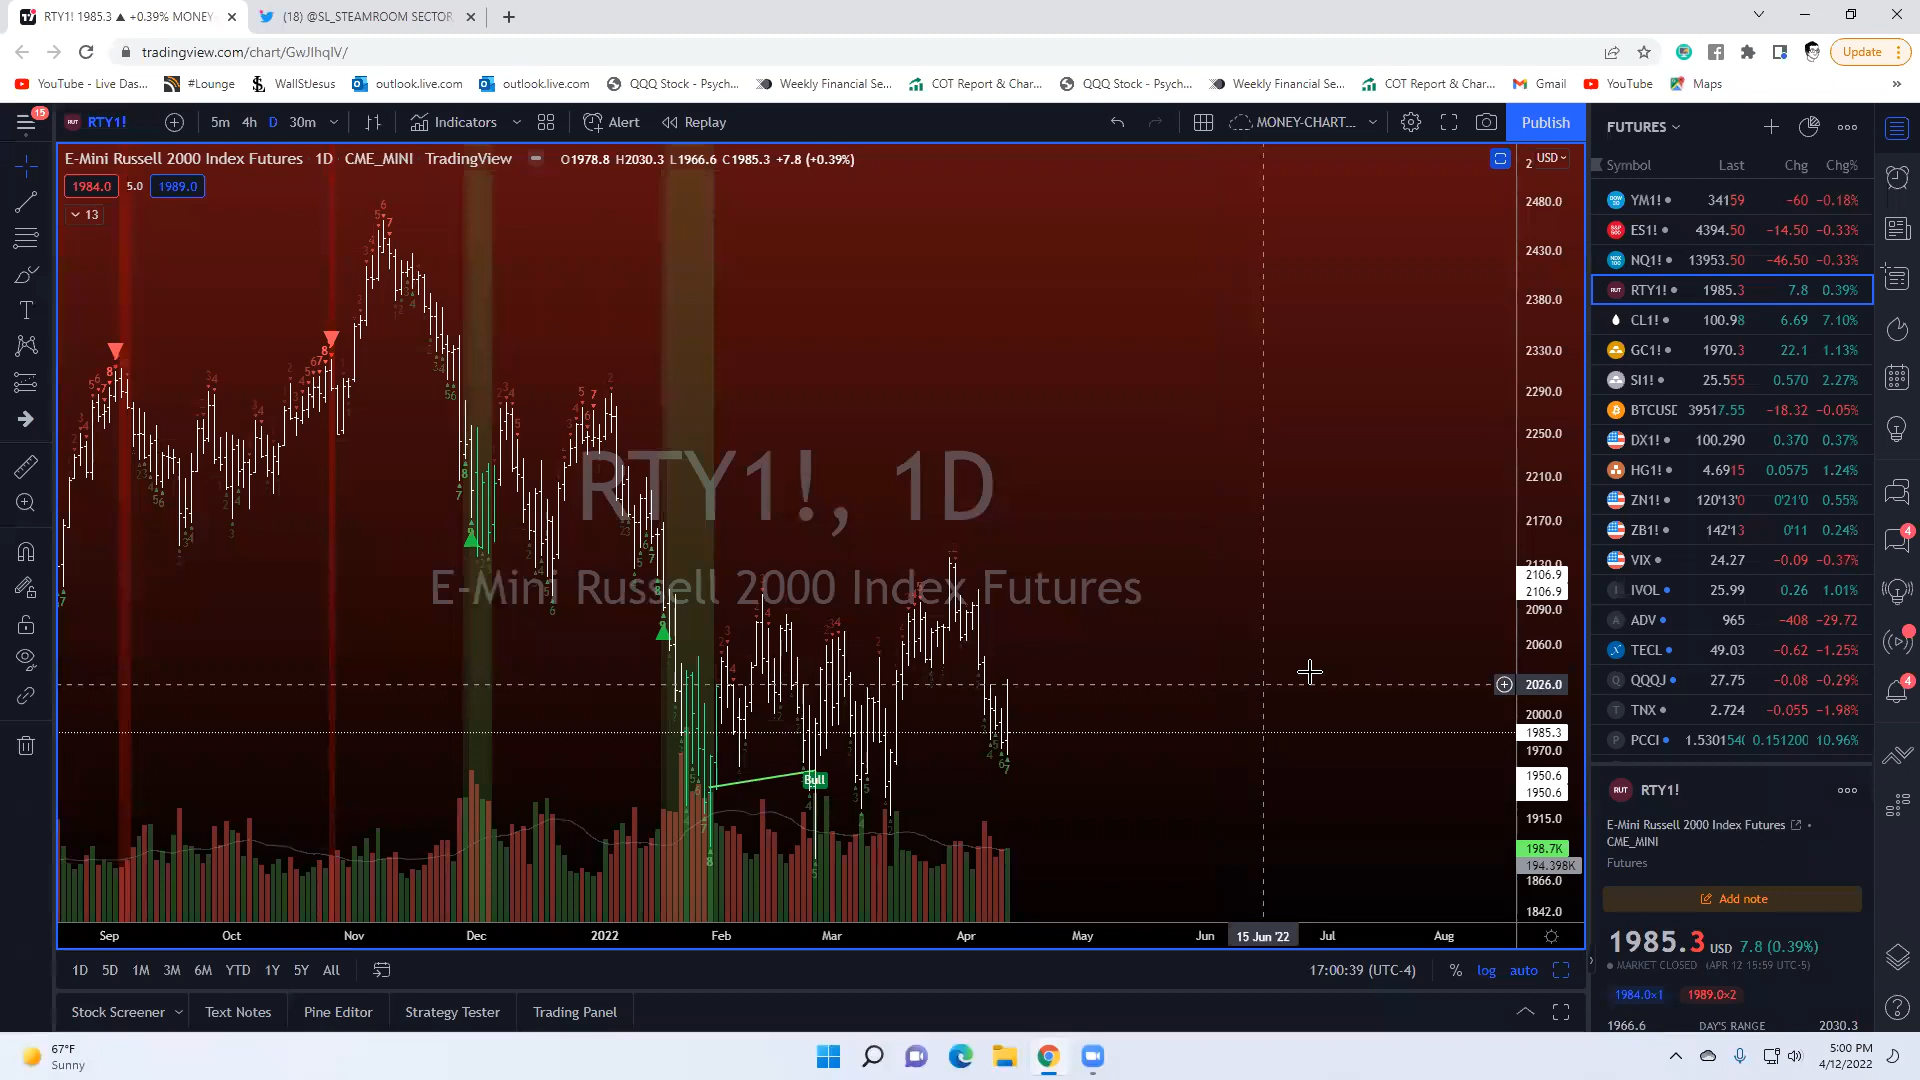 RTY1! 1985.3 ▲ +0.39% MONEY
(18) @SL_STEAMROOM SECTOR
tradingview.com/chart/GwJIhqIV/
Update
YouTube - Live Das...
#Lounge
WallStJesus
outlook.live.com
outlook.live.com
QQQ Stock - Psych...
Weekly Financial Se...
COT Report & Char...
QQQ Stock - Psych...
Weekly Financial Se...
COT Report & Char...
Gmail
YouTube
Maps
15
RTY1!
5m 4h D 30m
Indicators
Alert
Replay
MONEY-CHART...
Publish
E-Mini Russell 2000 Index Futures 1D CME_MINI TradingView
O1978.8 H2030.3 L1966.6 C1985.3 +7.8 (+0.39%)
1984.0 5.0 1989.0
13
USD
2480.0
2430.0
2380.0
2330.0
2290.0
2250.0
2210.0
2170.0
2130.0
2106.9
2106.9
2090.0
2060.0
2026.0
2000.0
1985.3
1970.0
1950.6
1950.6
1915.0
198.7K
194.398K
1866.0
1842.0
RTY1!, 1D
E-Mini Russell 2000 Index Futures
Bull
Sep Oct Nov Dec 2022 Feb Mar Apr May Jun 15 Jun '22 Jul Aug
1D 5D 1M 3M 6M YTD 1Y 5Y All
17:00:39 (UTC-4) % log auto
Stock Screener Text Notes Pine Editor Strategy Tester Trading Panel
FUTURES
Symbol Last Chg Chg%
YM1! 34159 -60 -0.18%
ES1! 4394.50 -14.50 -0.33%
NQ1! 13953.50 -46.50 -0.33%
RTY1! 1985.3 7.8 0.39%
CL1! 100.98 6.69 7.10%
GC1! 1970.3 22.1 1.13%
SI1! 25.555 0.570 2.27%
BTCUSD 39517.55 -18.32 -0.05%
DX1! 100.290 0.370 0.37%
HG1! 4.6915 0.0575 1.24%
ZN1! 120'13'0 0'21'0 0.55%
ZB1! 142'13 0'11 0.24%
VIX 24.27 -0.09 -0.37%
IVOL 25.99 0.26 1.01%
ADV 965 -408 -29.72
TECL 49.03 -0.62 -1.25%
QQQJ 27.75 -0.08 -0.29%
TNX 2.724 -0.055 -1.98%
PCCI 1.530154( 0.151200 10.96%
RTY1!
E-Mini Russell 2000 Index Futures
CME_MINI
Futures
Add note
1985.3 USD 7.8 (0.39%)
MARKET CLOSED (APR 12 15:59 UTC-5)
1984.0×1 1989.0×2
1966.6 DAY'S RANGE 2030.3
4
4
67°F
Sunny
5:00 PM
4/12/2022